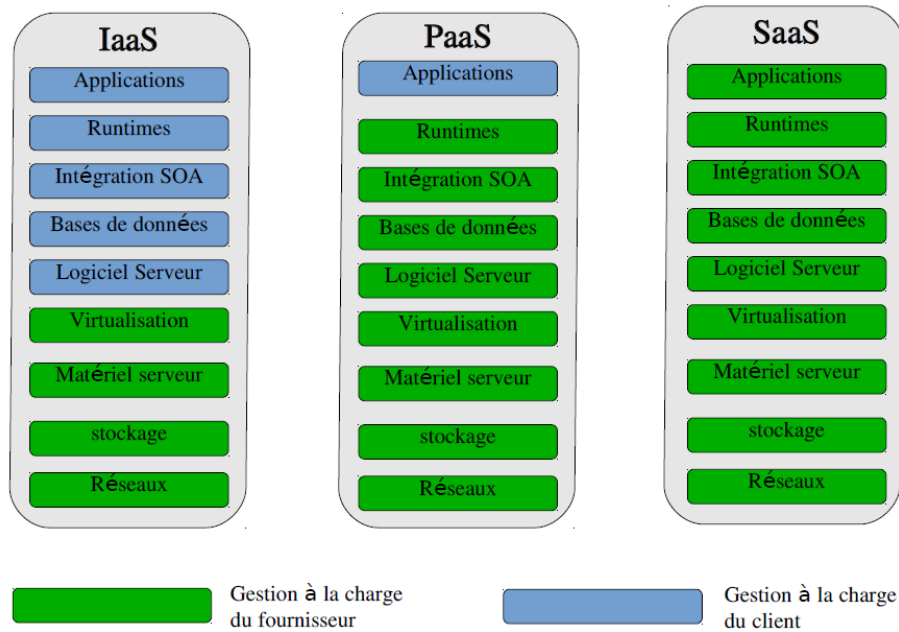 IaaS
Applications
Runtimes
Intégration SOA
Bases de données
Logiciel Serveur
Virtualisation
Matériel serveur
stockage
Réseaux
PaaS
Applications
Runtimes
Intégration SOA
Bases de données
Logiciel Serveur
Virtualisation
Matériel serveur
stockage
Réseaux
SaaS
Applications
Runtimes
Intégration SOA
Bases de données
Logiciel Serveur
Virtualisation
Matériel serveur
stockage
Réseaux
Gestion à la charge
du fournisseur
Gestion à la charge
du client